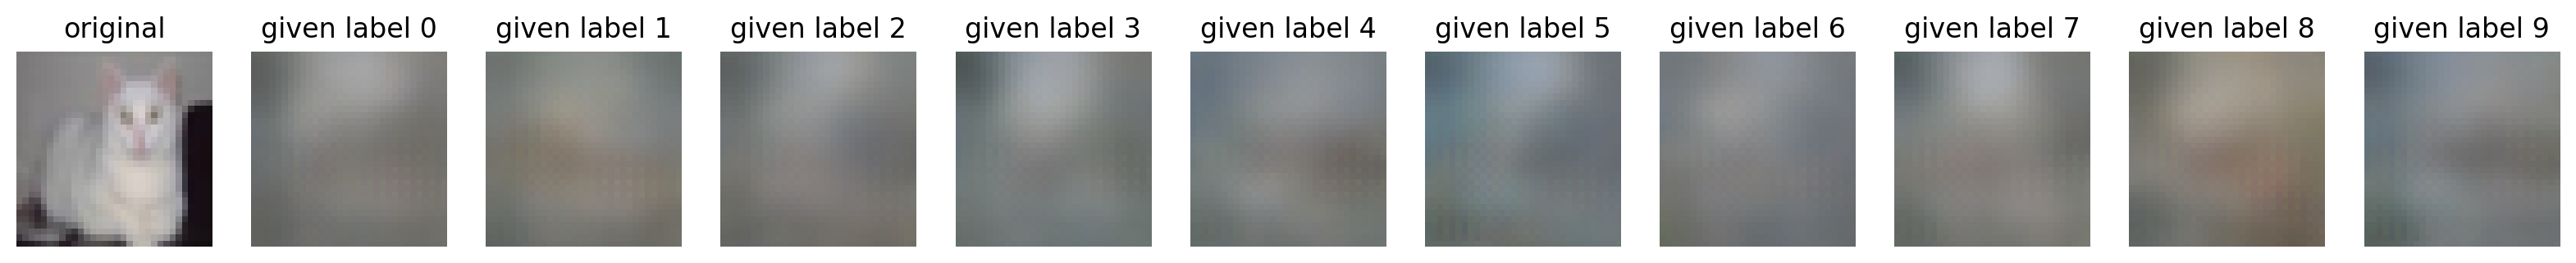 original
given label 0
given label 1
given label 2
given label 3
given label 4
given label 5
given label 6
given label 7
given label 8
given label 9